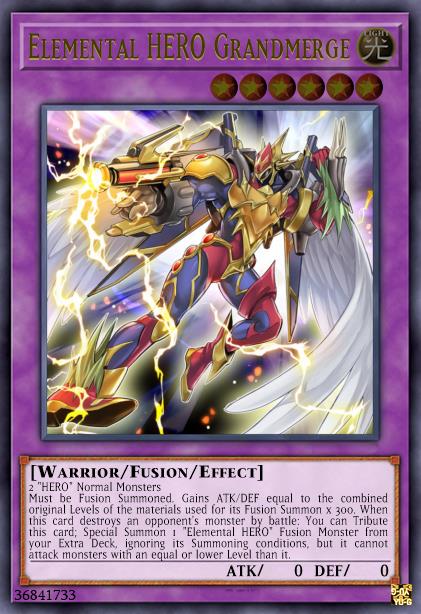 Elemental HERO Grandmerge
LIGHT
光
[Warrior/Fusion/Effect]
2 "HERO" Normal Monsters
Must be Fusion Summoned. Gains ATK/DEF equal to the combined
original Levels of the materials used for its Fusion Summon x 300. When
this card destroys an opponent's monster by battle: You can Tribute
this card; Special Summon 1 "Elemental HERO" Fusion Monster from
your Extra Deck, ignoring its Summoning conditions, but it cannot
attack monsters with an equal or lower Level than it.
ATK/ 0 DEF/ 0
36841733